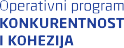 Operativni program
KONKURENTNOST
I KOHEZIJA